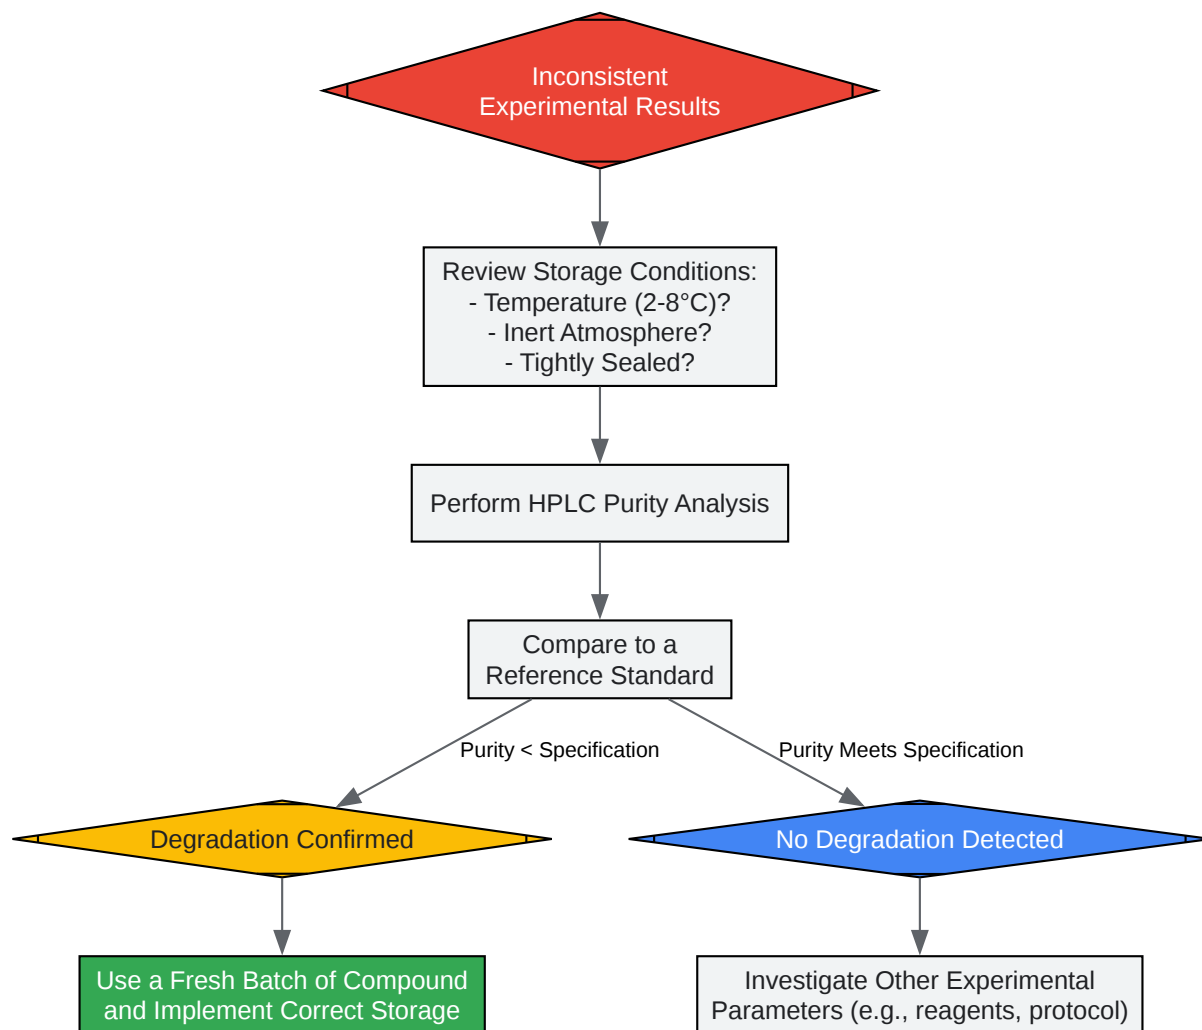 Inconsistent
Experimental Results
Review Storage Conditions:
- Temperature (2-8°C)?
- Inert Atmosphere?
- Tightly Sealed?
Perform HPLC Purity Analysis
Compare to a
Reference Standard
Purity < Specification
Purity Meets Specification
Degradation Confirmed
No Degradation Detected
Use a Fresh Batch of Compound
and Implement Correct Storage
Investigate Other Experimental
Parameters (e.g., reagents, protocol)